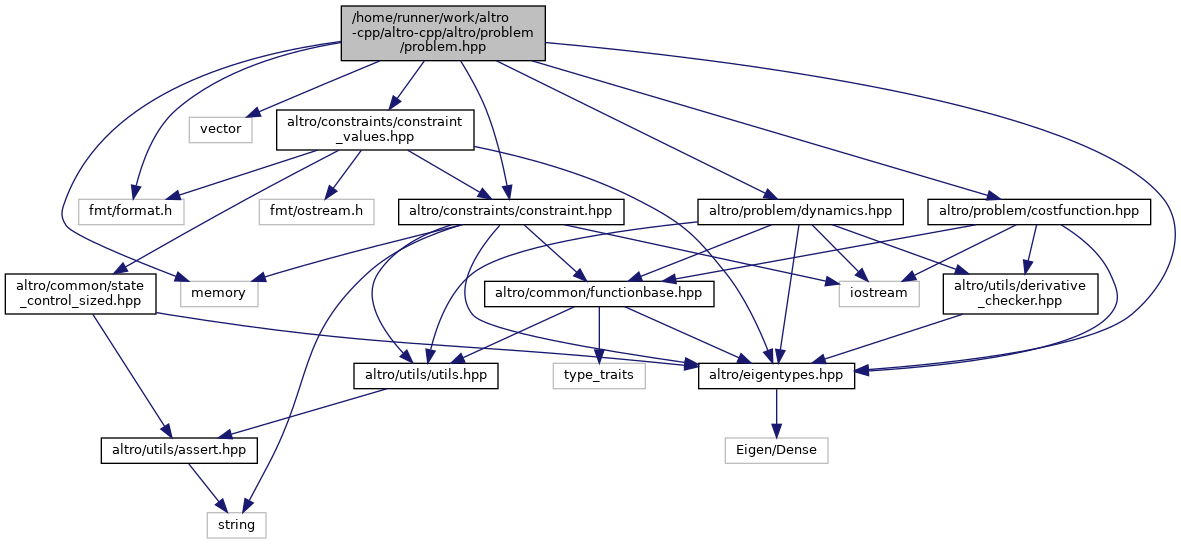 /home/runner/work/altro
-cpp/altro-cpp/altro/problem
/problem.hpp
vector
altro/constraints/constraint
_values.hpp
fmt/format.h
fmt/ostream.h
altro/constraints/constraint.hpp
altro/problem/dynamics.hpp
altro/problem/costfunction.hpp
altro/common/state
_control_sized.hpp
memory
altro/common/functionbase.hpp
iostream
altro/utils/derivative
_checker.hpp
altro/utils/utils.hpp
type_traits
altro/eigentypes.hpp
altro/utils/assert.hpp
Eigen/Dense
string